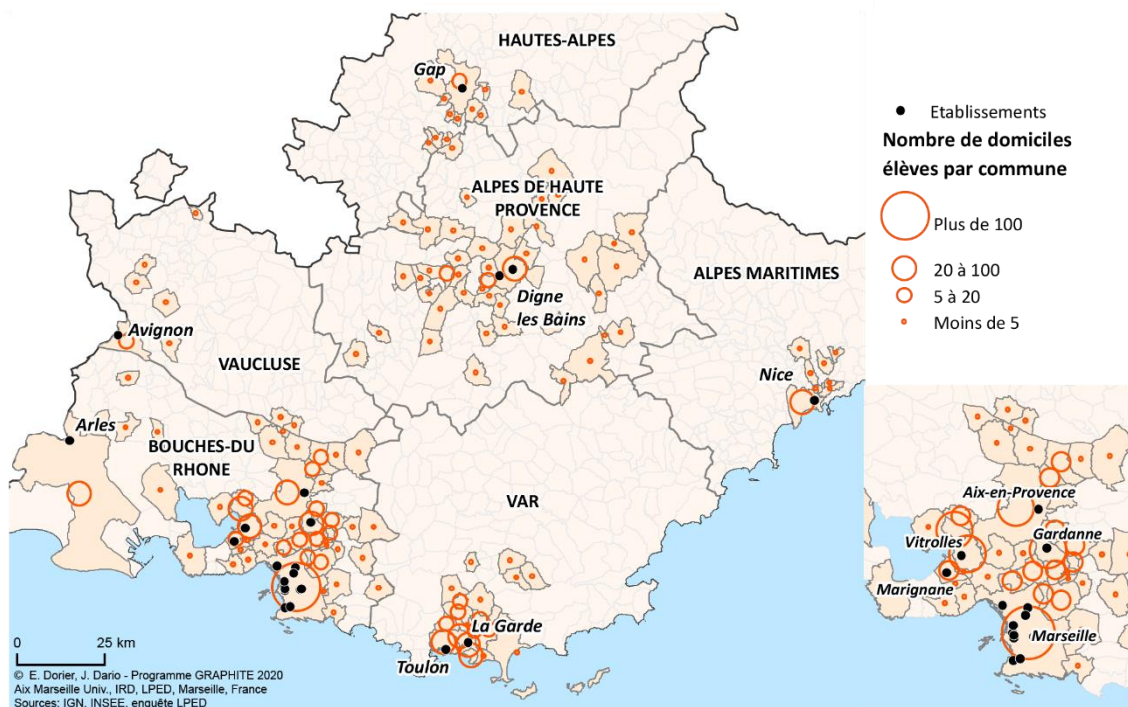 HAUTES-ALPES
Gap
ALPES DE HAUTE
PROVENCE
ALPES MARITIMES
Digne
les Bains
Avignon
VAUCLUSE
Nice
Arles
BOUCHES-DU
RHONE
VAR
La Garde
Toulon
0 25 km
© E. Dorier, J. Dario - Programme GRAPHITE 2020
Aix Marseille Univ., IRD, LPED, Marseille, France
Sources: IGN, INSEE, enquête LPED
Etablissements
Nombre de domiciles
élèves par commune
Plus de 100
20 à 100
5 à 20
Moins de 5
Aix-en-Provence
Gardanne
Vitrolles
Marignane
Marseille